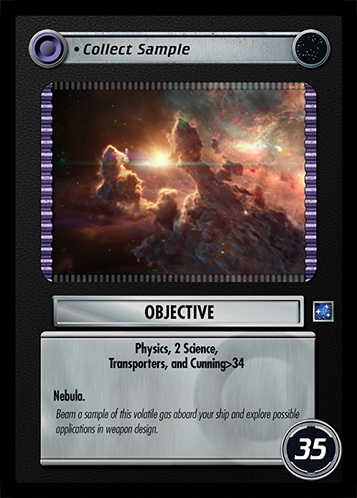 • Collect Sample
OBJECTIVE
Physics, 2 Science,
Transporters, and Cunning>34
Nebula.
Beam a sample of this volatile gas aboard your ship and explore possible
applications in weapon design.
35